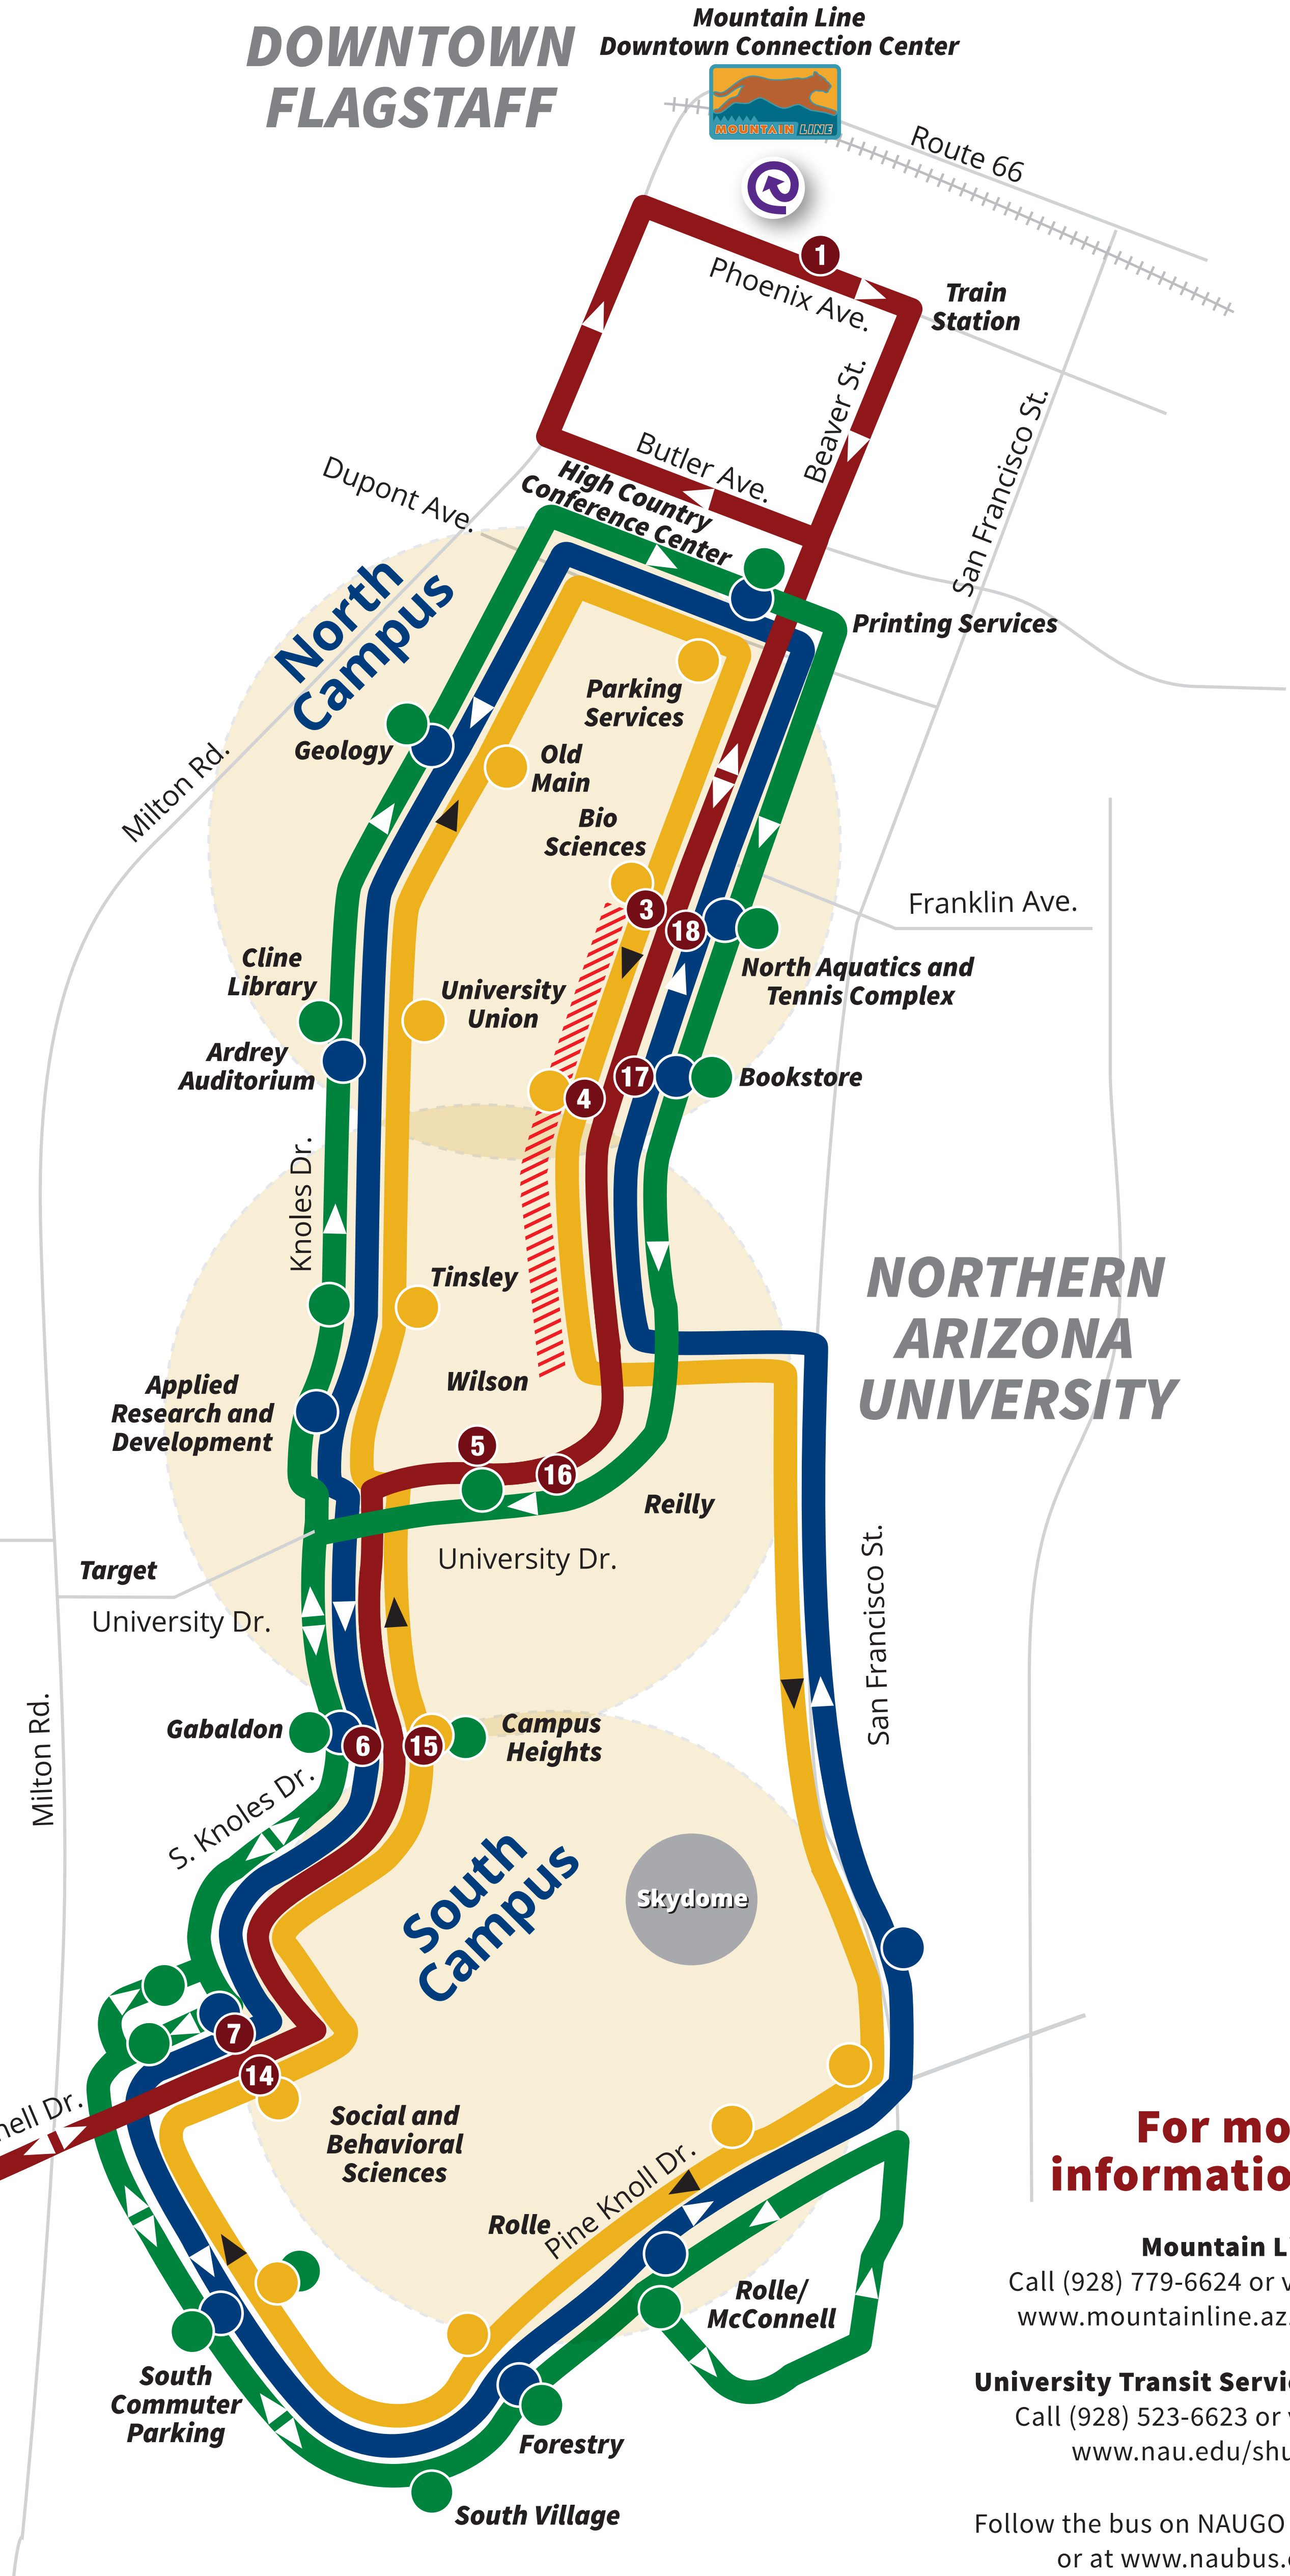 Mountain Line
Downtown Connection Center
DOWNTOWN
FLAGSTAFF
MOUNTAIN LINE
Route 66
1
Phoenix Ave.
Train
Station
Beaver St.
San Francisco St.
Butler Ave.
Dupont Ave.
High Country
Conference Center
North
Campus
Printing Services
Parking
Services
Geology
Old
Main
Milton Rd.
Bio
Sciences
3
18
Franklin Ave.
Cline
Library
University
Union
North Aquatics and
Tennis Complex
Ardrey
Auditorium
4
17
Bookstore
Knoles Dr.
Tinsley
NORTHERN
ARIZONA
UNIVERSITY
Wilson
Applied
Research and
Development
5
16
Reilly
University Dr.
Target
University Dr.
San Francisco St.
Milton Rd.
Gabaldon
6
15
Campus
Heights
S. Knoles Dr.
South
Campus
Skydome
7
14
nell Dr.
Social and
Behavioral
Sciences
Pine Knoll Dr.
Rolle
Rolle/
McConnell
South
Commuter
Parking
Forestry
South Village
For mo
informatio
Mountain Li
Call (928) 779-6624 or v
www.mountainline.az.
University Transit Servic
Call (928) 523-6623 or v
www.nau.edu/shu
Follow the bus on NAUGO
or at www.naubus.c